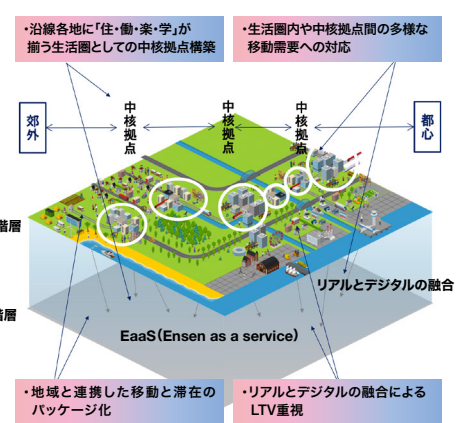 ・沿線各地に「住・働・楽・学」が
揃う生活圏としての中核拠点構築
・生活圏内や中核拠点間の多様な
移動需要への対応
郊外
中核拠点
中核拠点
中核拠点
都心
階層
リアルとデジタルの融合
階層
EaaS（Ensen as a service）
・地域と連携した移動と滞在の
パッケージ化
・リアルとデジタルの融合による
LTV重視